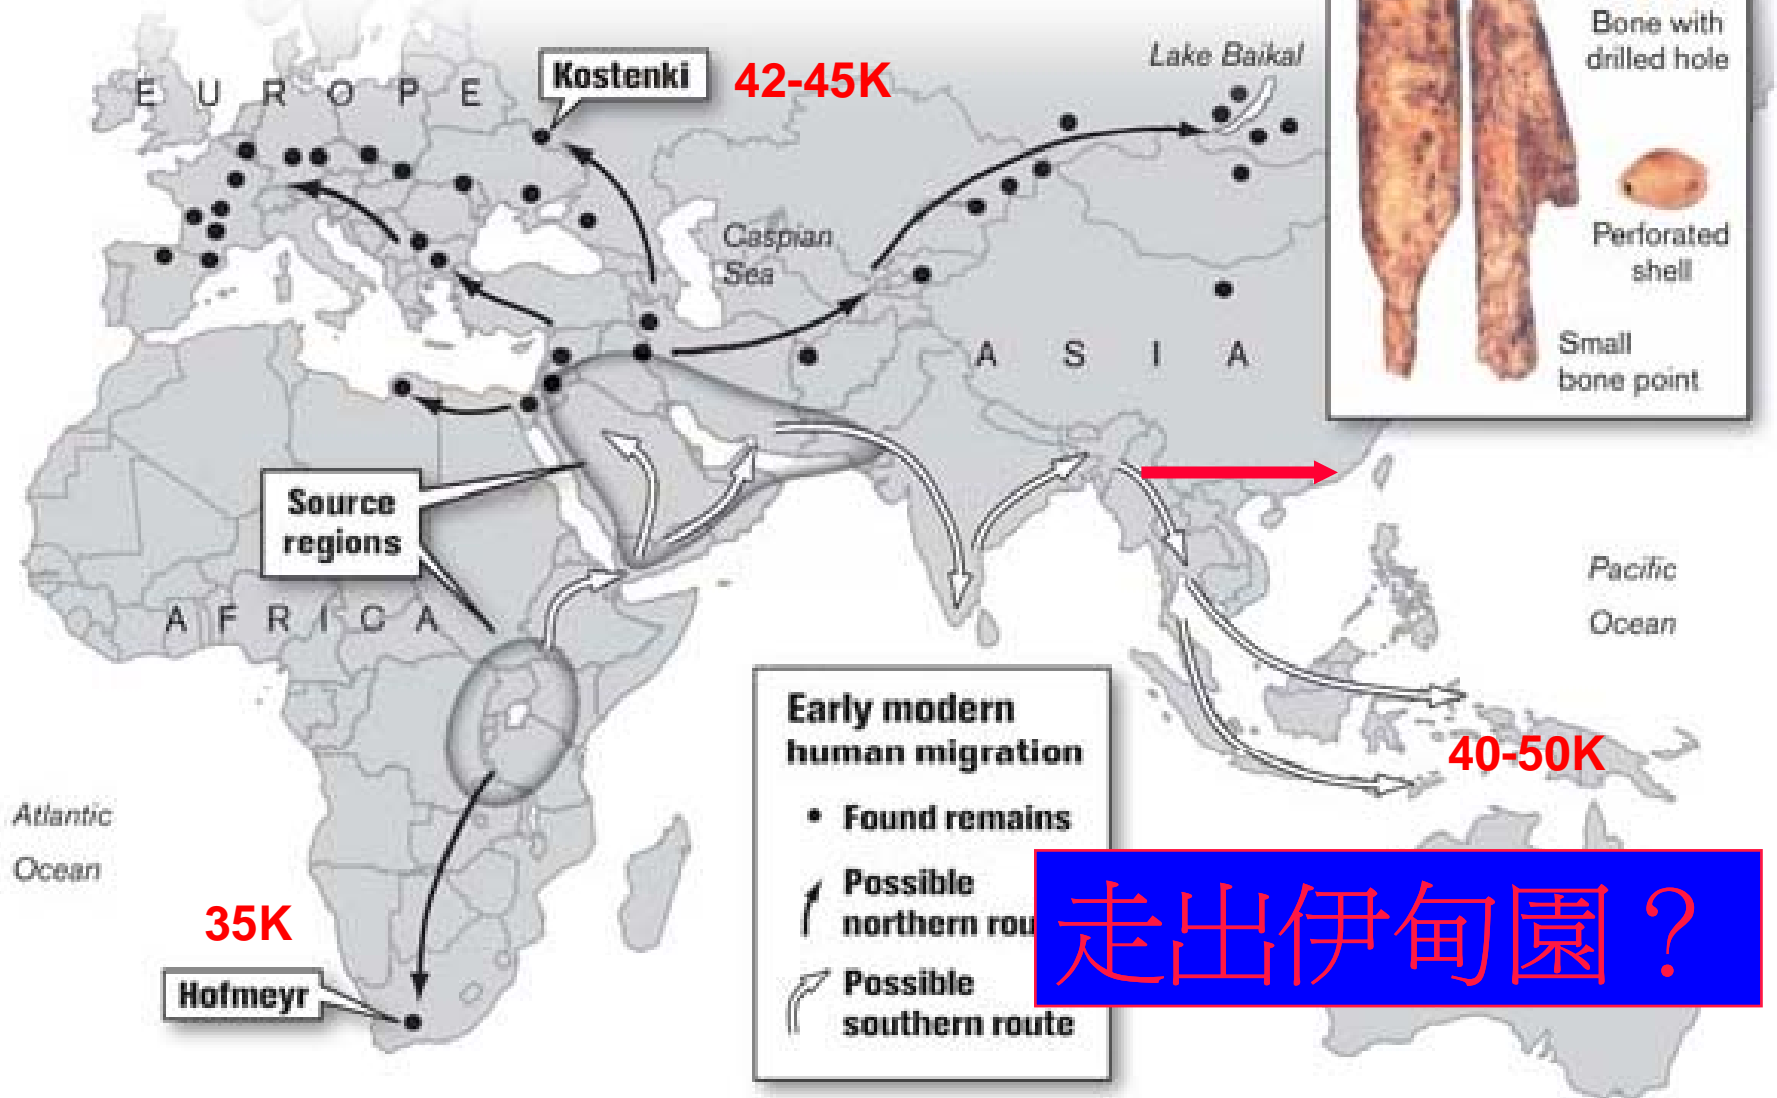 Bone with
drilled hole
Lake Baikal
Kostenki
42-45K
E U R O P E
Perforated
shell
Caspian
Sea
Small
bone point
A S I A
Source
regions
Pacific
Ocean
A F R I C A
Early modern
human migration
40-50K
Found remains
Atlantic
Ocean
Possible
northern rou
走出伊甸園？
35K
Possible
southern route
Hofmeyr